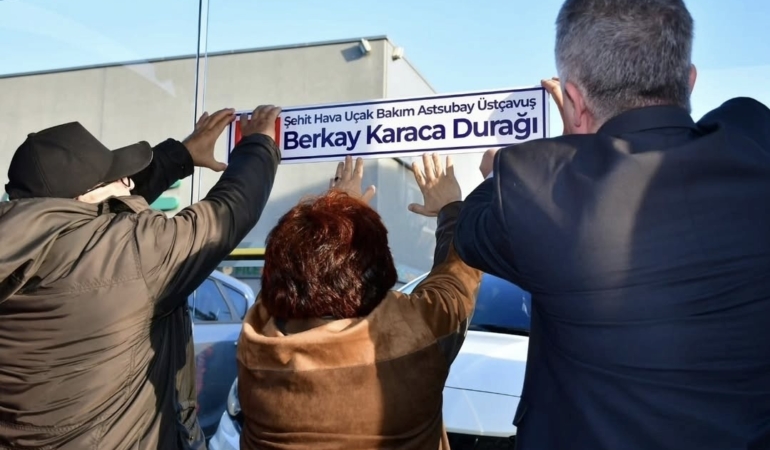 Şehit Hava Uçak Bakım Astsubay Üstçavuş
Berkay Karaca Durağı